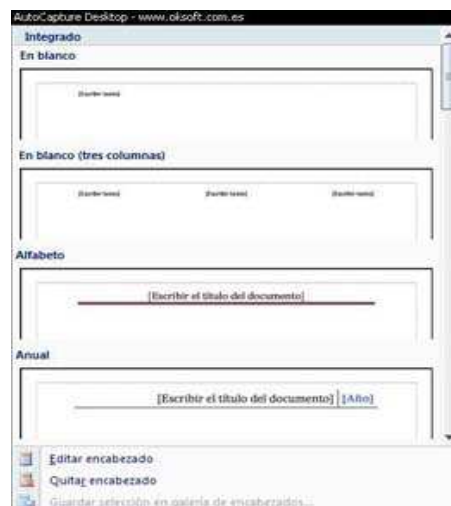 AutoCapture Desktop - www.oksoft.com.es
Integrado
En blanco
[Escribir texto]
En blanco (tres columnas)
[Escribir texto] [Escribir texto] [Escribir texto]
Alfabeto
[Escribir el título del documento]
Anual
[Escribir el título del documento] [Año]
Editar encabezado
Quitar encabezado
Guardar selección en galería de encabezados...